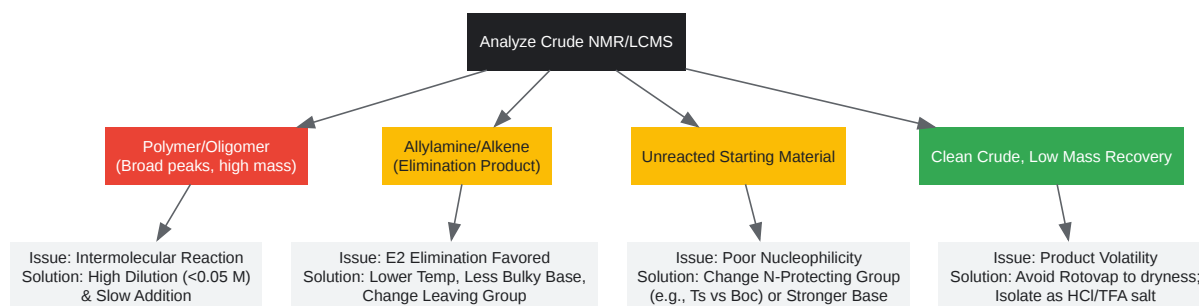 Analyze Crude NMR/LCMS
Polymer/Oligomer
(Broad peaks, high mass)
Allylamine/Alkene
(Elimination Product)
Unreacted Starting Material
Clean Crude, Low Mass Recovery
Issue: Intermolecular Reaction
Solution: High Dilution (<0.05 M)
& Slow Addition
Issue: E2 Elimination Favored
Solution: Lower Temp, Less Bulky Base,
Change Leaving Group
Issue: Poor Nucleophilicity
Solution: Change N-Protecting Group
(e.g., Ts vs Boc) or Stronger Base
Issue: Product Volatility
Solution: Avoid Rotovap to dryness;
Isolate as HCl/TFA salt